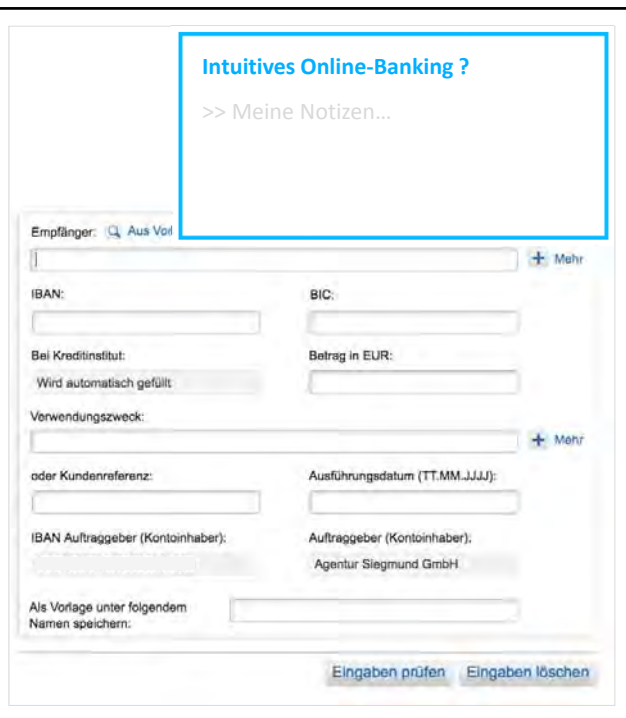 Intuitives Online-Banking ?
>> Meine Notizen...
Empfänger: Aus Vorl
+ Mehr
IBAN: BIC:
Bei Kreditinstitut: Betrag in EUR:
Wird automatisch gefüllt
Verwendungszweck:
+ Mehr
oder Kundenreferenz: Ausführungsdatum (TT.MM.JJJJ):
IBAN Auftraggeber (Kontoinhaber): Auftraggeber (Kontoinhaber):
Agentur Siegmund GmbH
Als Vorlage unter folgendem
Namen speichern:
Eingaben prüfen Eingaben löschen